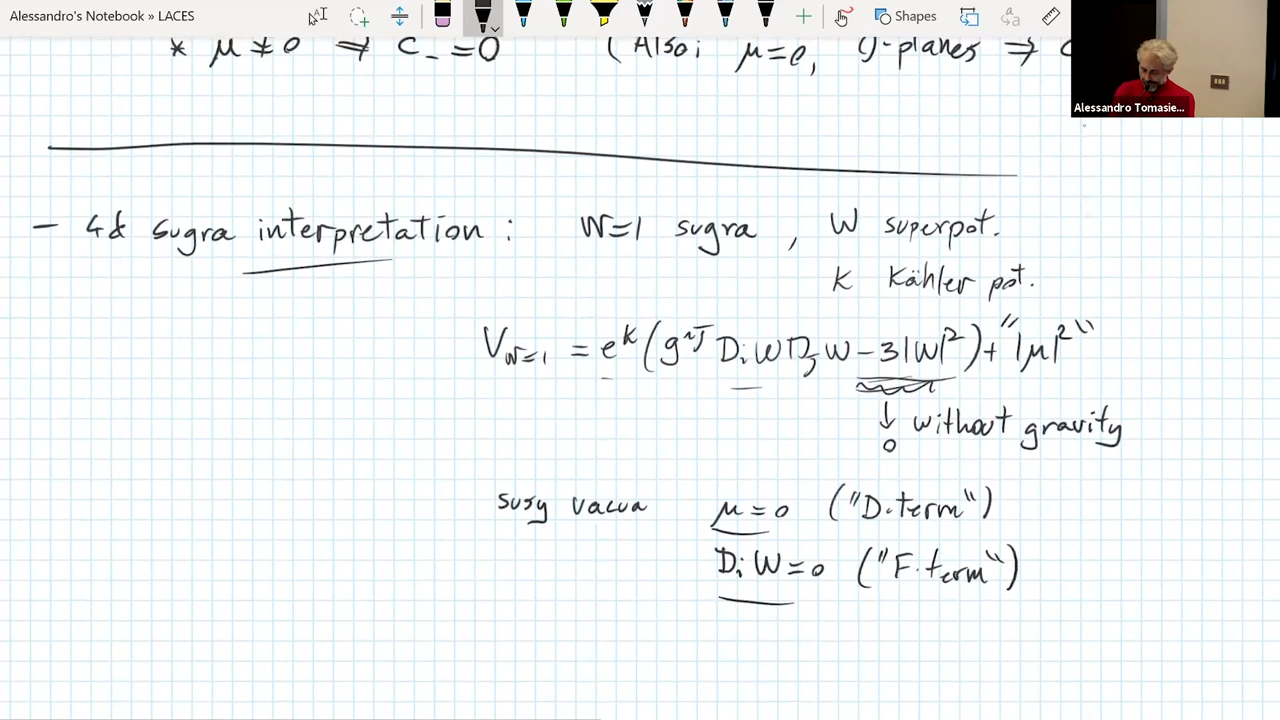 Alessandro's Notebook » LACES
Shapes
* μ ≠ 0 ⇒ C_- = 0 (Also: μ = 0, O-planes ⇒ C
Alessandro Tomasie...
- 4d sugra interpretation : N=1 sugra , W superpot.
K Kähler pot.
V_{N=1} = e^K (g^{iJ̄} D_i W D̄_J̄ W̄ - 3|W|^2) + "|μ|^2"
↓ without gravity
0
susy vacua μ = 0 ("D.term")
D_i W = 0 ("F.term")